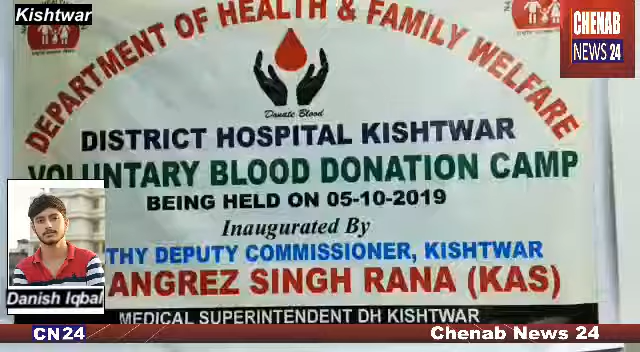 Kishtwar
DEPARTMENT OF HEALTH & FAMILY WELFARE
CHENAB
NEWS 24
Donate Blood
DISTRICT HOSPITAL KISHTWAR
VOLUNTARY BLOOD DONATION CAMP
BEING HELD ON 05-10-2019
Inaugurated By
THY DEPUTY COMMISSIONER, KISHTWAR
ANGREZ SINGH RANA (KAS)
MEDICAL SUPERINTENDENT DH KISHTWAR
Danish Iqbal
CN24
Chenab News 24